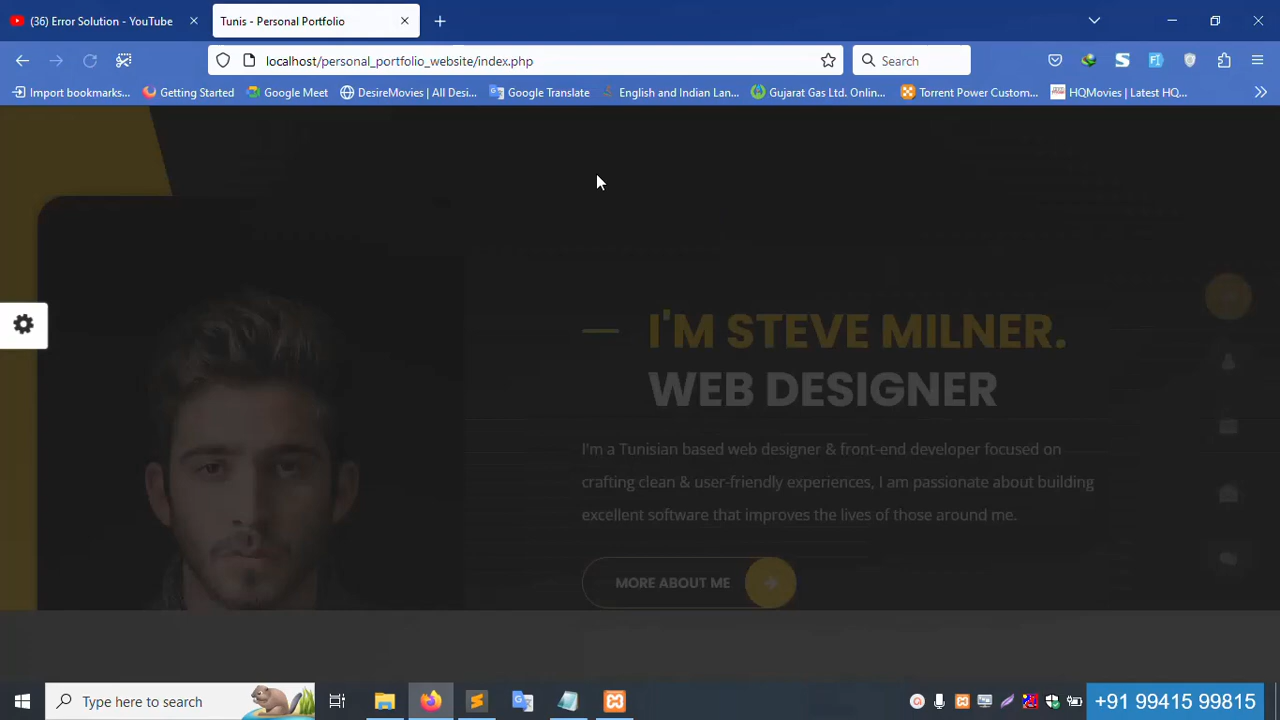 (36) Error Solution - YouTube
Tunis - Personal Portfolio
localhost/personal_portfolio_website/index.php
Search
Import bookmarks...
Getting Started
Google Meet
DesireMovies | All Desi...
Google Translate
English and Indian Lan...
Gujarat Gas Ltd. Onlin...
Torrent Power Custom...
HQMovies | Latest HQ...
I'M STEVE MILNER.
WEB DESIGNER
I'm a Tunisian based web designer & front-end developer focused on
crafting clean & user-friendly experiences, I am passionate about building
excellent software that improves the lives of those around me.
MORE ABOUT ME
Type here to search
+91 99415 99815